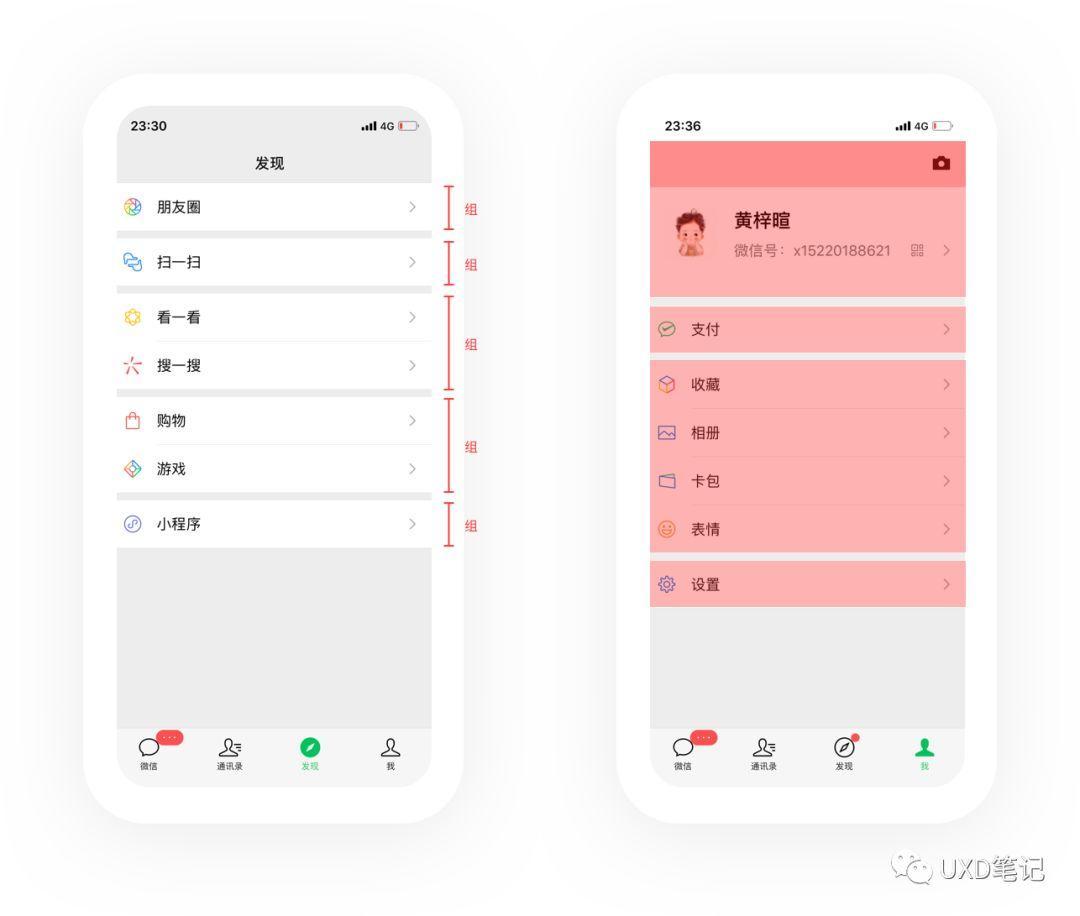 23:30
4G
发现
朋友圈
组
扫一扫
组
看一看
组
搜一搜
购物
组
游戏
小程序
组
微信
通讯录
发现
我
23:36
4G
黄梓暄
微信号：x15220188621
支付
收藏
相册
卡包
表情
设置
微信
通讯录
发现
我
UXD笔记